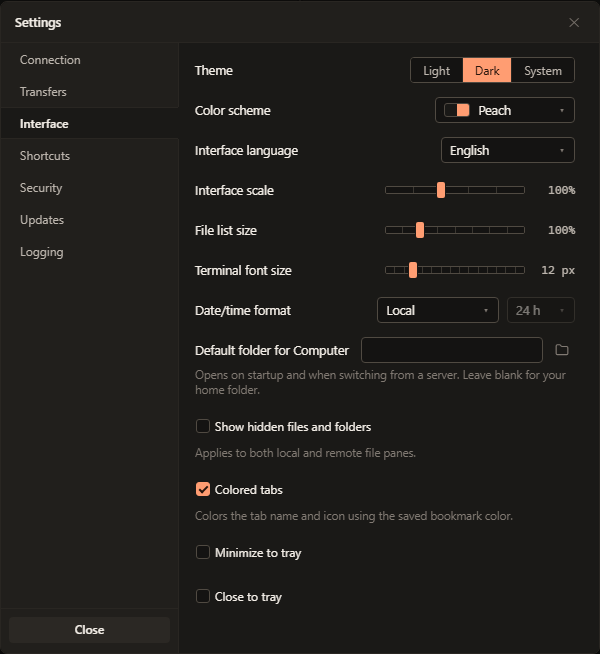 Settings
Connection
Transfers
Interface
Shortcuts
Security
Updates
Logging
Close
Theme
Light Dark System
Color scheme
Peach
Interface language
English
Interface scale
100%
File list size
100%
Terminal font size
12 px
Date/time format
Local
24 h
Default folder for Computer
Opens on startup and when switching from a server. Leave blank for your
home folder.
Show hidden files and folders
Applies to both local and remote file panes.
Colored tabs
Colors the tab name and icon using the saved bookmark color.
Minimize to tray
Close to tray